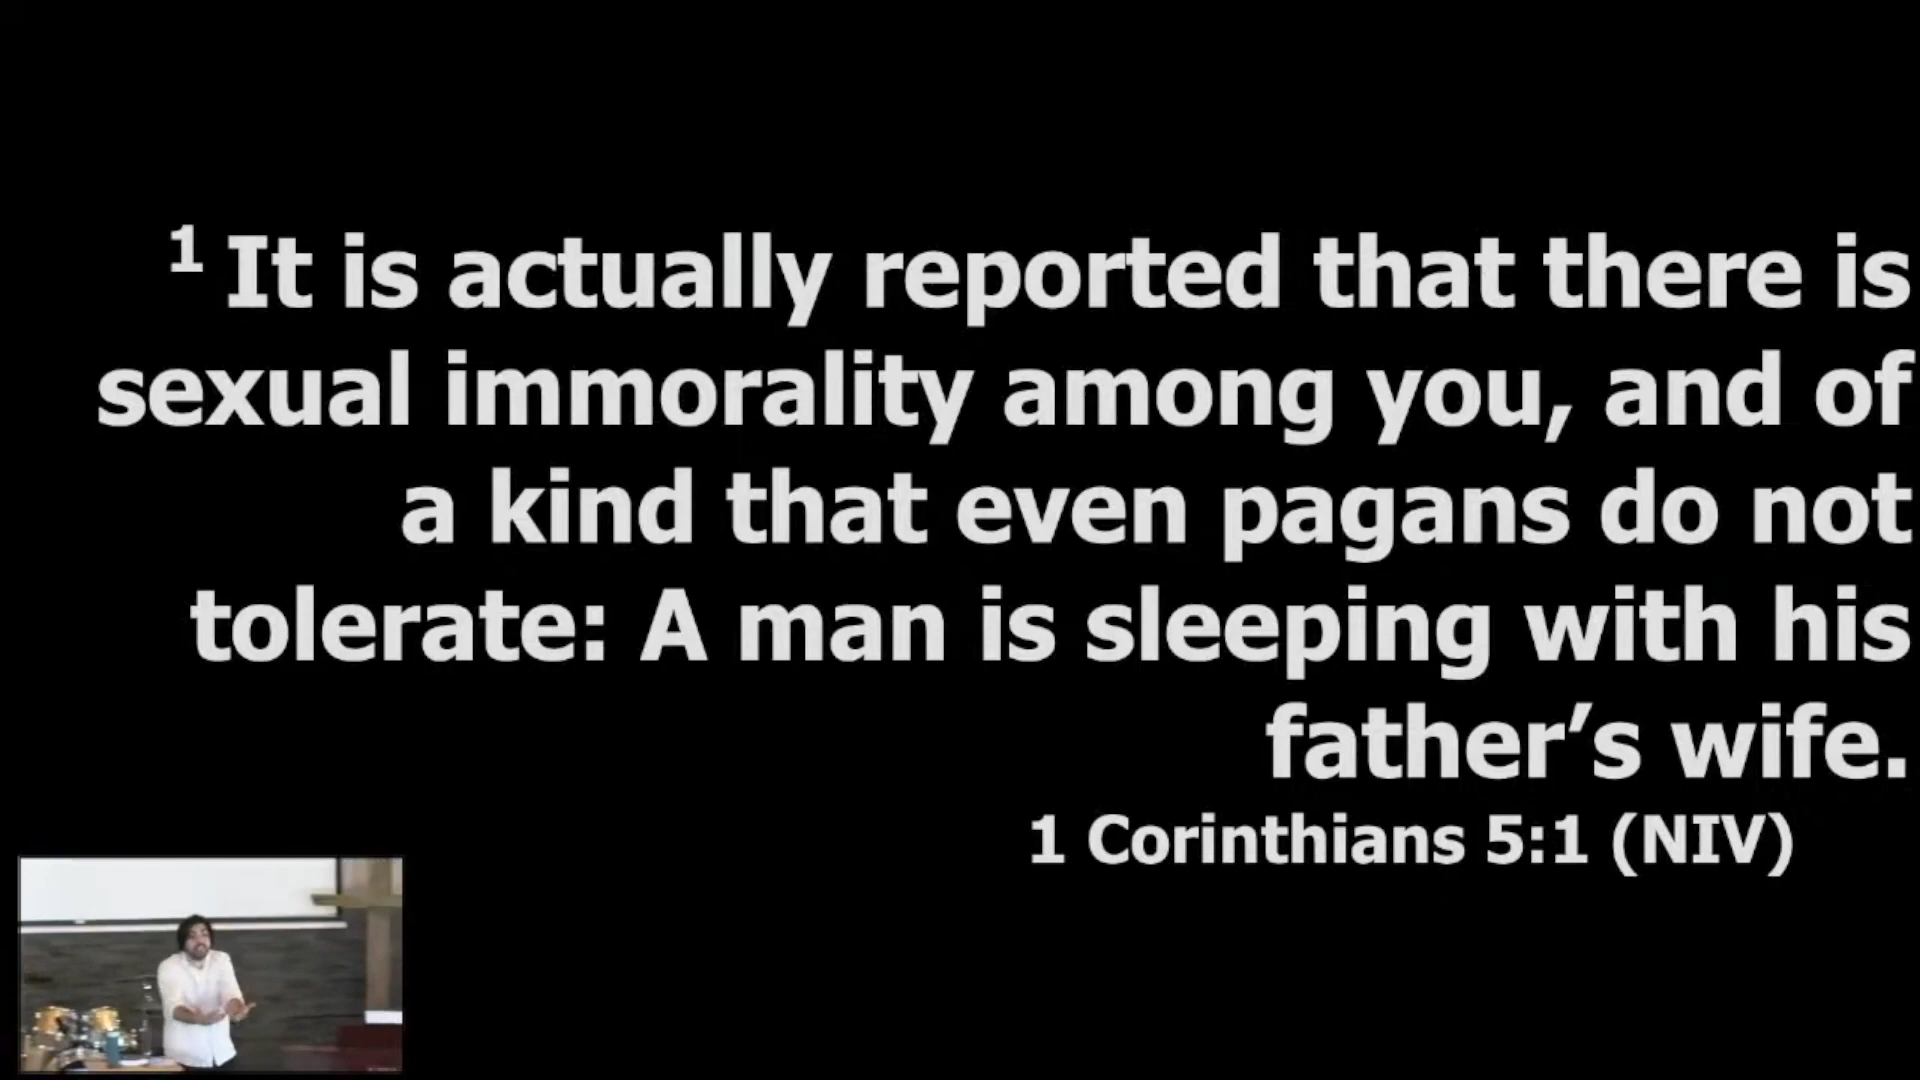 1 It is actually reported that there is
sexual immorality among you, and of
a kind that even pagans do not
tolerate: A man is sleeping with his
father’s wife.
1 Corinthians 5:1 (NIV)